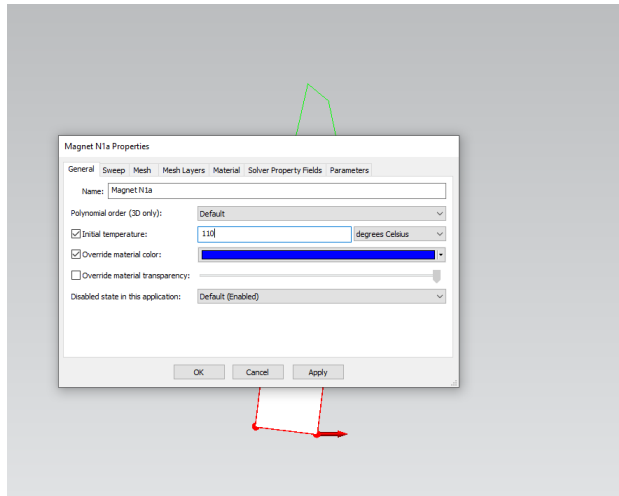 Magnet N1a Properties
General Sweep Mesh Mesh Layers Material Solver Property Fields Parameters
Name: Magnet N1a
Polynomial order (3D only): Default
Initial temperature: 110 degrees Celsius
Override material color:
Override material transparency:
Disabled state in this application: Default (Enabled)
OK Cancel Apply